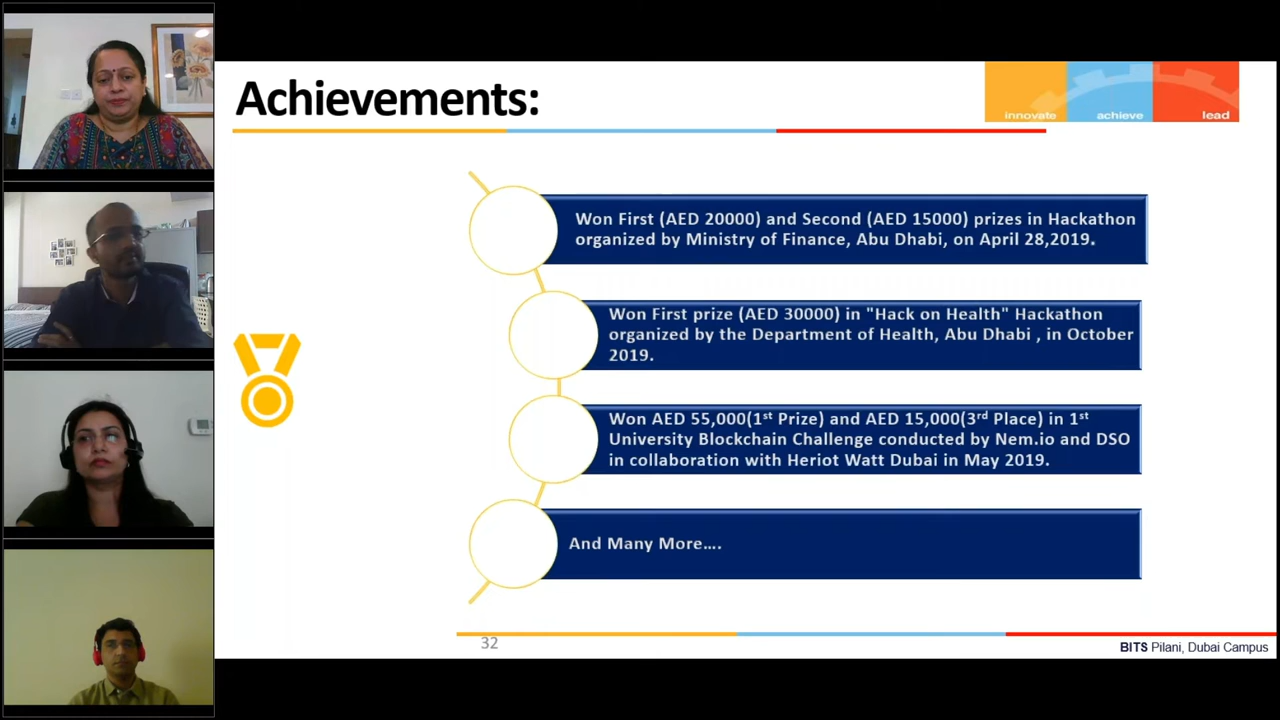 Achievements:
innovate achieve lead
Won First (AED 20000) and Second (AED 15000) prizes in Hackathon
organized by Ministry of Finance, Abu Dhabi, on April 28,2019.
Won First prize (AED 30000) in "Hack on Health" Hackathon
organized by the Department of Health, Abu Dhabi , in October
2019.
Won AED 55,000(1st Prize) and AED 15,000(3rd Place) in 1st
University Blockchain Challenge conducted by Nem.io and DSO
in collaboration with Heriot Watt Dubai in May 2019.
And Many More….
32
BITS Pilani, Dubai Campus